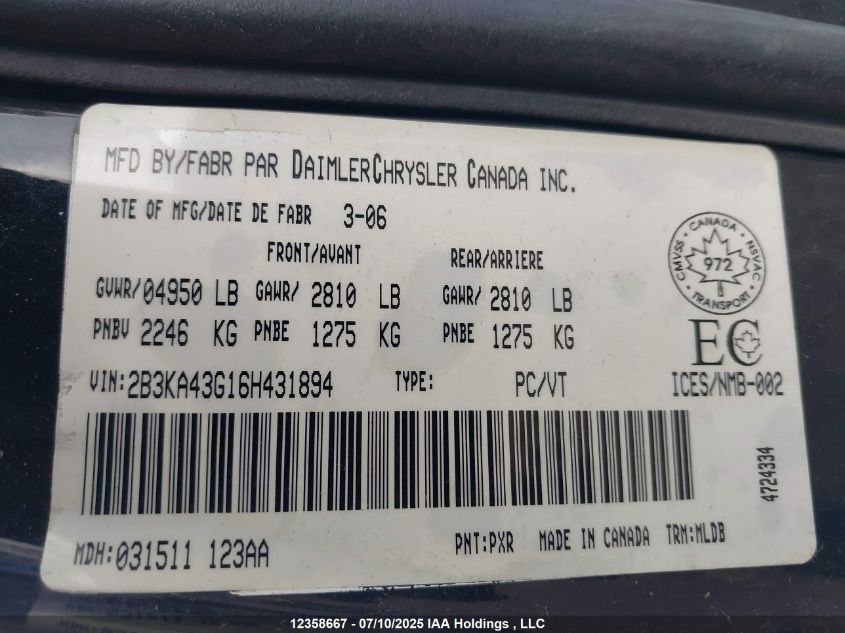 MFD BY/FABR PAR DAIMLERCHRYSLER CANADA INC.
DATE OF MFG/DATE DE FABR 3-06
FRONT/AVANT REAR/ARRIERE
GVWR/04950 LB GAWR/ 2810 LB GAWR/ 2810 LB
PNBV 2246 KG PNBE 1275 KG PNBE 1275 KG
CANADA
CMVSS · NSVAC
972
TRANSPORT
EC
VIN:2B3KA43G16H431894 TYPE: PC/VT ICES/NMB-002
4724334
MDH:031511 123AA PNT:PXR MADE IN CANADA TRM:MLDB
12358667 - 07/10/2025 IAA Holdings, LLC